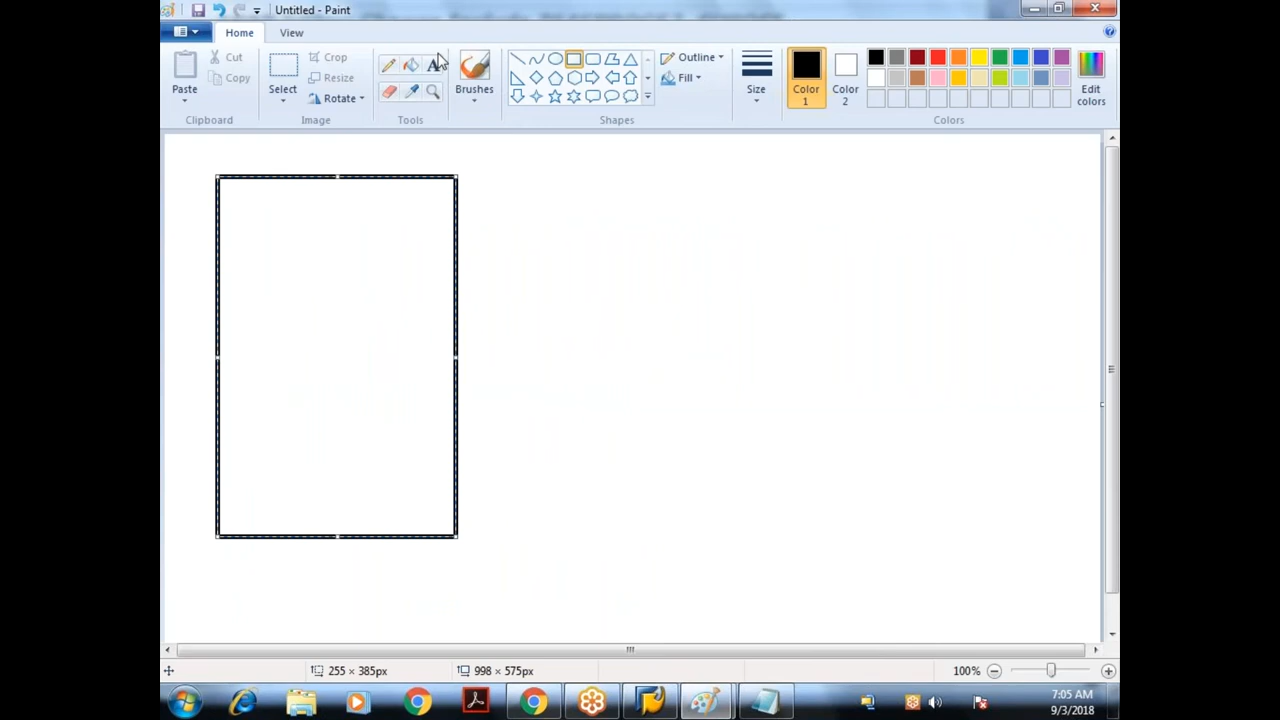 Untitled - Paint
Home View
Paste Cut Copy
Select Crop Resize Rotate
A
Brushes
Outline Fill
Size
Color 1 Color 2
Edit colors
Clipboard Image Tools Shapes Colors
255 × 385px 998 × 575px 100%
7:05 AM
9/3/2018